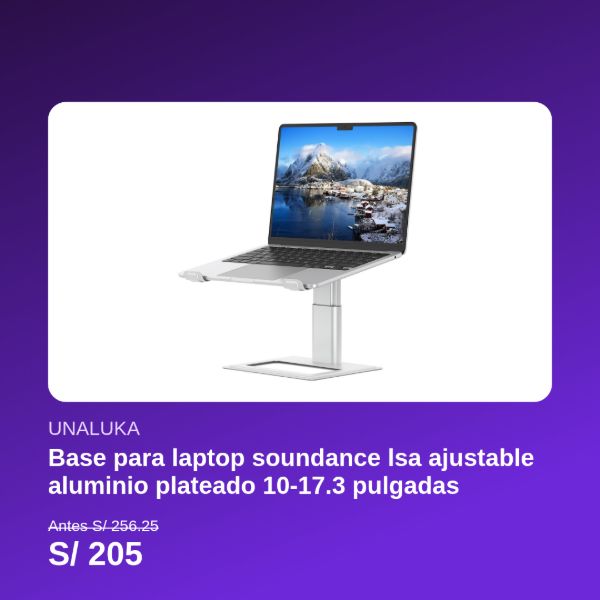 UNALUKA
Base para laptop soundance lsa ajustable
aluminio plateado 10-17.3 pulgadas
Antes S/ 256.25
S/ 205